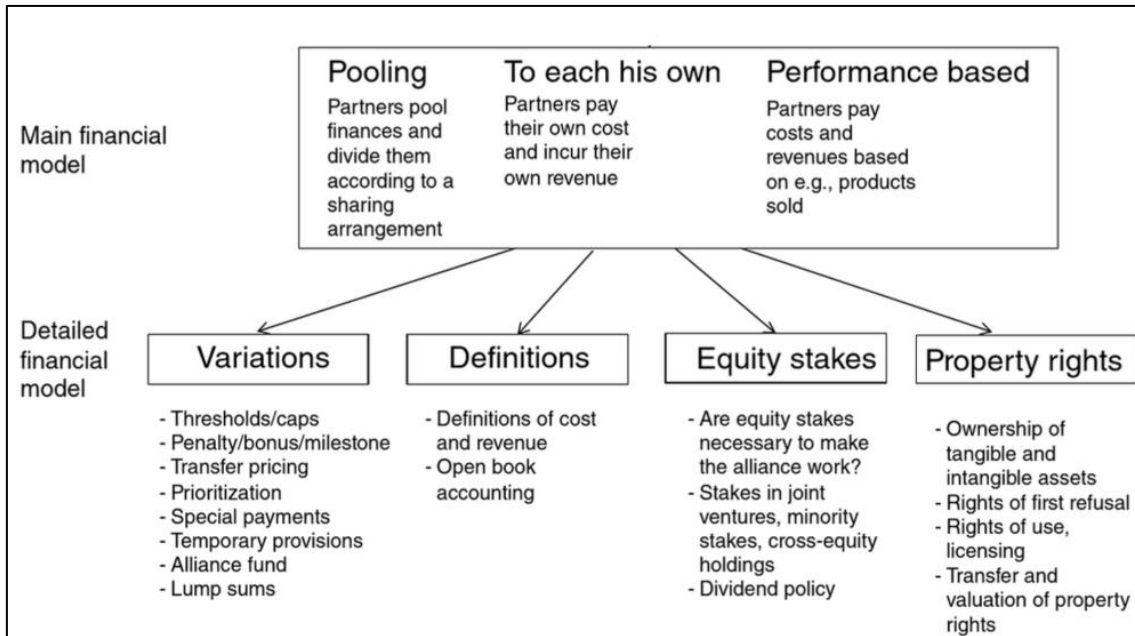 Main financial
model
Pooling
Partners pool
finances and
divide them
according to a
sharing
arrangement
To each his own
Partners pay
their own cost
and incur their
own revenue
Performance based
Partners pay
costs and
revenues based
on e.g., products
sold
Detailed
financial
model
Variations
- Thresholds/caps
- Penalty/bonus/milestone
- Transfer pricing
- Prioritization
- Special payments
- Temporary provisions
- Alliance fund
- Lump sums
Definitions
- Definitions of cost
and revenue
- Open book
accounting
Equity stakes
- Are equity stakes
necessary to make
the alliance work?
- Stakes in joint
ventures, minority
stakes, cross-equity
holdings
- Dividend policy
Property rights
- Ownership of
tangible and
intangible assets
- Rights of first refusal
- Rights of use,
licensing
- Transfer and
valuation of property
rights